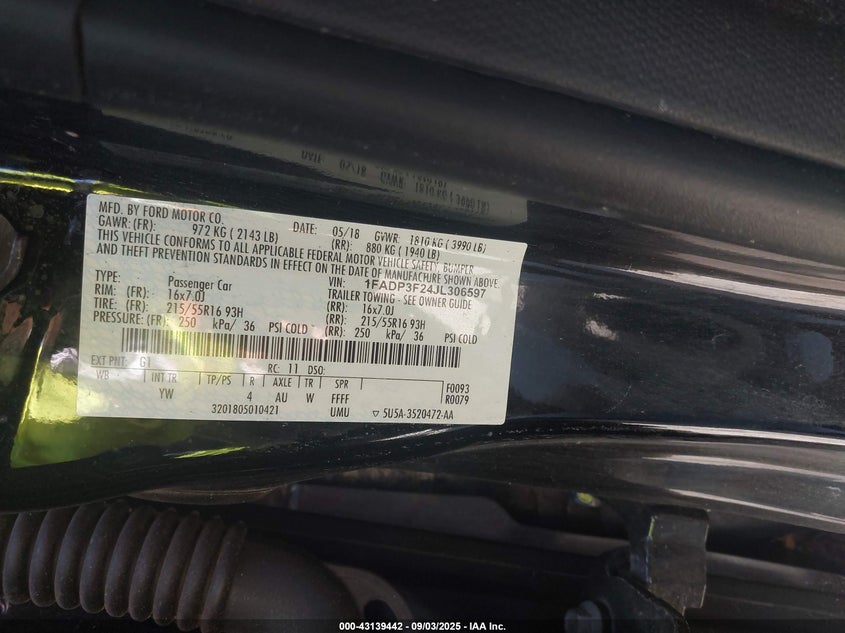 MFD. BY FORD MOTOR CO. DATE: 05/18 GVWR: 1810 KG ( 3990 LB)
GAWR: (FR): 972 KG ( 2143 LB) (RR): 880 KG ( 1940 LB)
THIS VEHICLE CONFORMS TO ALL APPLICABLE FEDERAL MOTOR VEHICLE SAFETY, BUMPER
AND THEFT PREVENTION STANDARDS IN EFFECT ON THE DATE OF MANUFACTURE SHOWN ABOVE.
VIN: 1FADP3F24JL306597
TYPE: Passenger Car TRAILER TOWING - SEE OWNER GUIDE
RIM: (FR): 16x7.0J (RR): 16x7.0J
TIRE: (FR): 215/55R16 93H (RR): 215/55R16 93H
PRESSURE: (FR): 250 kPa/ 36 PSI COLD (RR): 250 kPa/ 36 PSI COLD
EXT PNT: G1 RC: 11 DSO:
WB INT TR TP/PS R AXLE TR SPR F0093
YW 4 AU W FFFF R0079
3201805010421 UMU ▽ 5U5A-3520472-AA
000-43139442 - 09/03/2025 - IAA Inc.